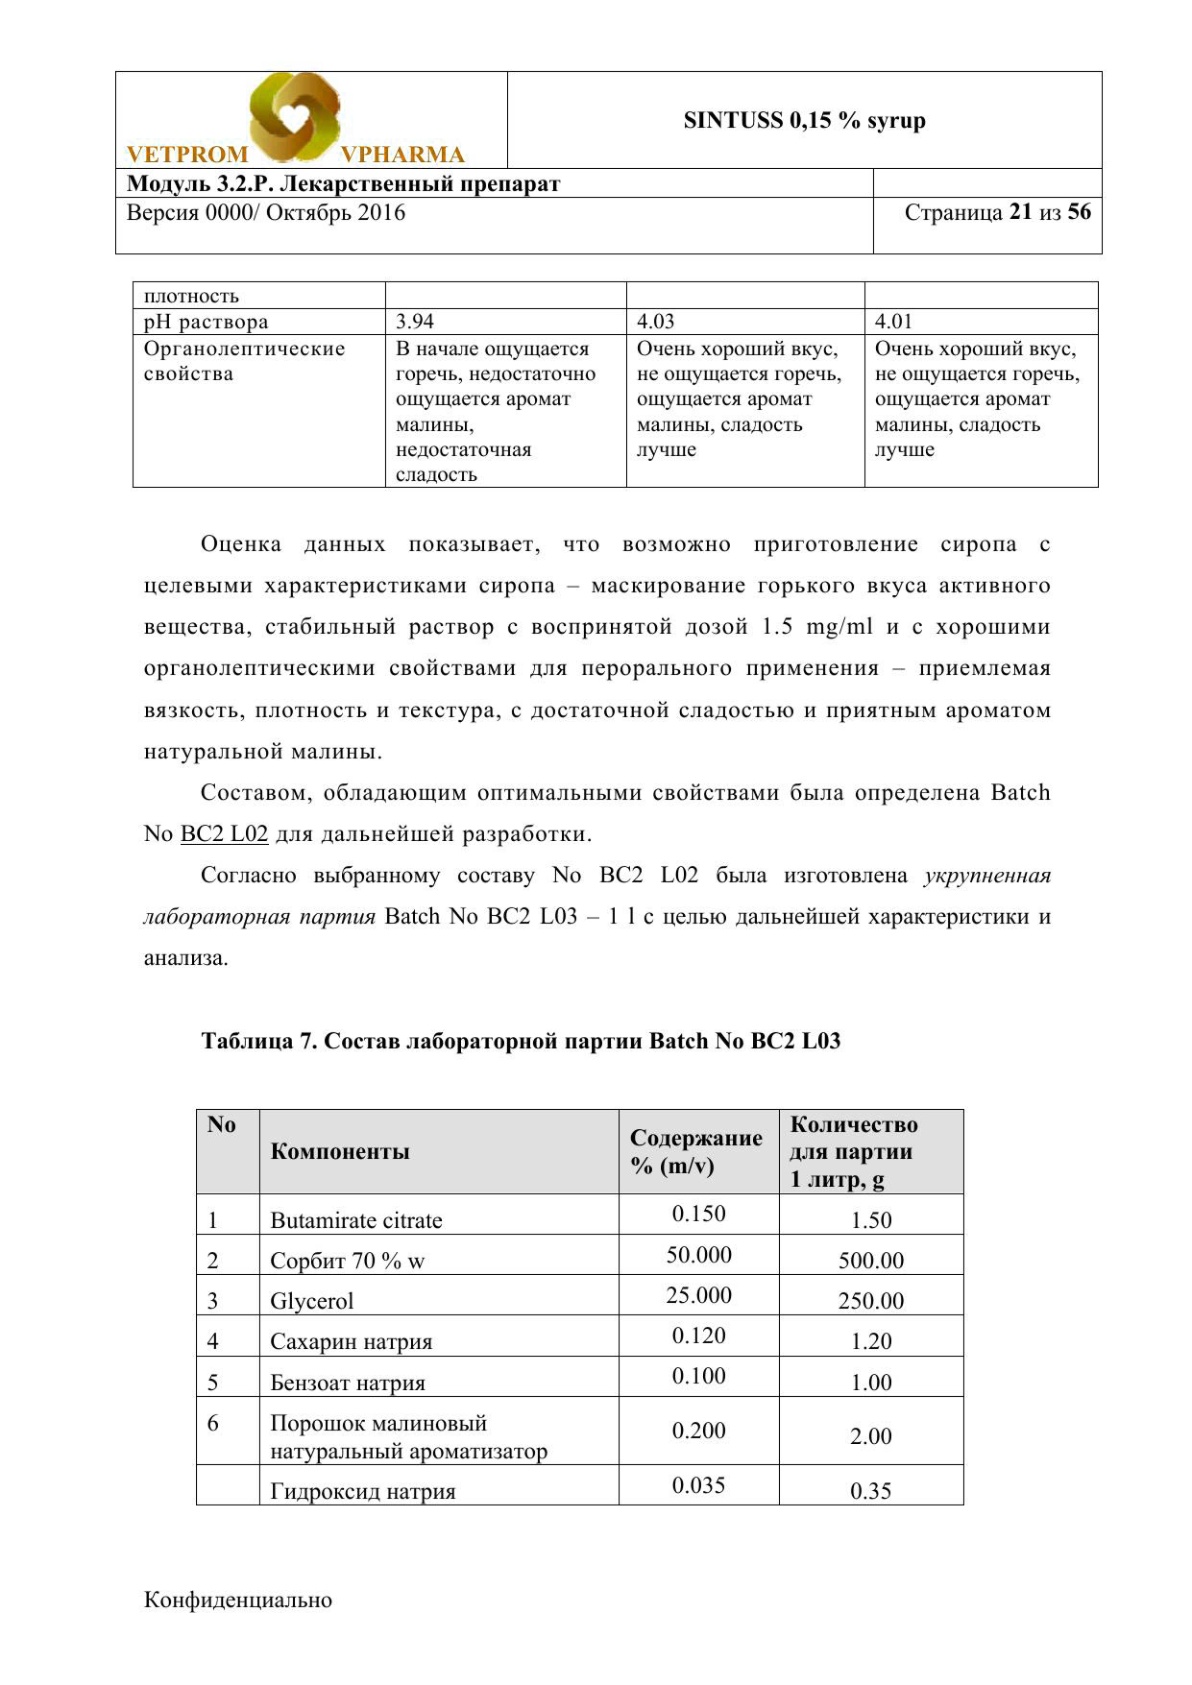 VETPROM VPHARMA
SINTUSS 0,15 % syrup
Модуль 3.2.P. Лекарственный препарат
Версия 0000/ Октябрь 2016
Страница 21 из 56
плотность
pH раствора 3.94 4.03 4.01
Органолептические В начале ощущается Очень хороший вкус, Очень хороший вкус,
свойства горечь, недостаточно не ощущается горечь, не ощущается горечь,
ощущается аромат ощущается аромат ощущается аромат
малины, малины, сладость малины, сладость
недостаточная лучше лучше
сладость
Оценка данных показывает, что возможно приготовление сиропа с
целевыми характеристиками сиропа – маскирование горького вкуса активного
вещества, стабильный раствор с воспринятой дозой 1.5 mg/ml и с хорошими
органолептическими свойствами для перорального применения – приемлемая
вязкость, плотность и текстура, с достаточной сладостью и приятным ароматом
натуральной малины.
Составом, обладающим оптимальными свойствами была определена Batch
No BC2 L02 для дальнейшей разработки.
Согласно выбранному составу No BC2 L02 была изготовлена укрупненная
лабораторная партия Batch No BC2 L03 – 1 l с целью дальнейшей характеристики и
анализа.
Таблица 7. Состав лабораторной партии Batch No BC2 L03
No Компоненты Содержание % (m/v) Количество для партии 1 литр, g
1 Butamirate citrate 0.150 1.50
2 Сорбит 70 % w 50.000 500.00
3 Glycerol 25.000 250.00
4 Сахарин натрия 0.120 1.20
5 Бензоат натрия 0.100 1.00
6 Порошок малиновый натуральный ароматизатор 0.200 2.00
Гидроксид натрия 0.035 0.35
Конфиденциально